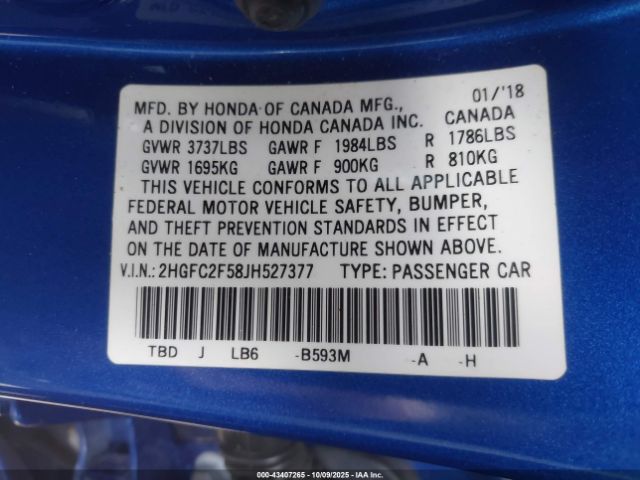 01/'18
MFD. BY HONDA OF CANADA MFG., CANADA
A DIVISION OF HONDA CANADA INC.
GVWR 3737LBS GAWR F 1984LBS R 1786LBS
GVWR 1695KG GAWR F 900KG R 810KG
THIS VEHICLE CONFORMS TO ALL APPLICABLE
FEDERAL MOTOR VEHICLE SAFETY, BUMPER,
AND THEFT PREVENTION STANDARDS IN EFFECT
ON THE DATE OF MANUFACTURE SHOWN ABOVE.
V.I.N.: 2HGFC2F58JH527377 TYPE: PASSENGER CAR
TBD J LB6 -B593M -A -H
000-43407265 - 10/09/2025 - IAA Inc.